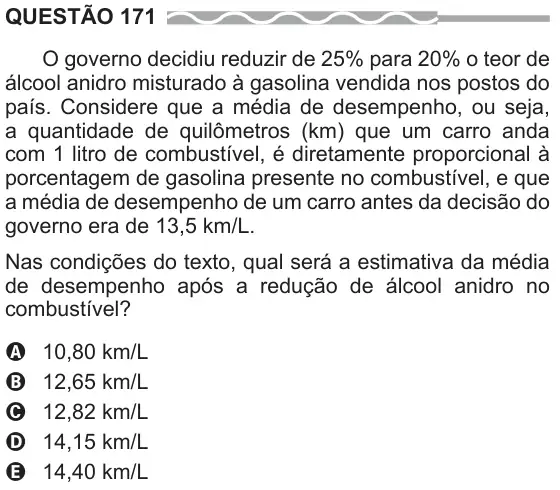 QUESTÃO 171
O governo decidiu reduzir de 25% para 20% o teor de
álcool anidro misturado à gasolina vendida nos postos do
país. Considere que a média de desempenho, ou seja,
a quantidade de quilômetros (km) que um carro anda
com 1 litro de combustível, é diretamente proporcional à
porcentagem de gasolina presente no combustível, e que
a média de desempenho de um carro antes da decisão do
governo era de 13,5 km/L.
Nas condições do texto, qual será a estimativa da média
de desempenho após a redução de álcool anidro no
combustível?
A 10,80 km/L
B 12,65 km/L
C 12,82 km/L
D 14,15 km/L
E 14,40 km/L